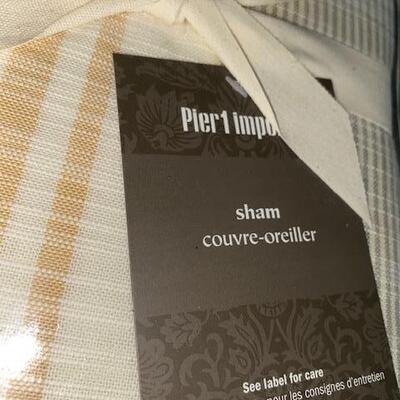 Pier1 impo
sham
couvre-oreiller
See label for care
pour les consignes d'entretien